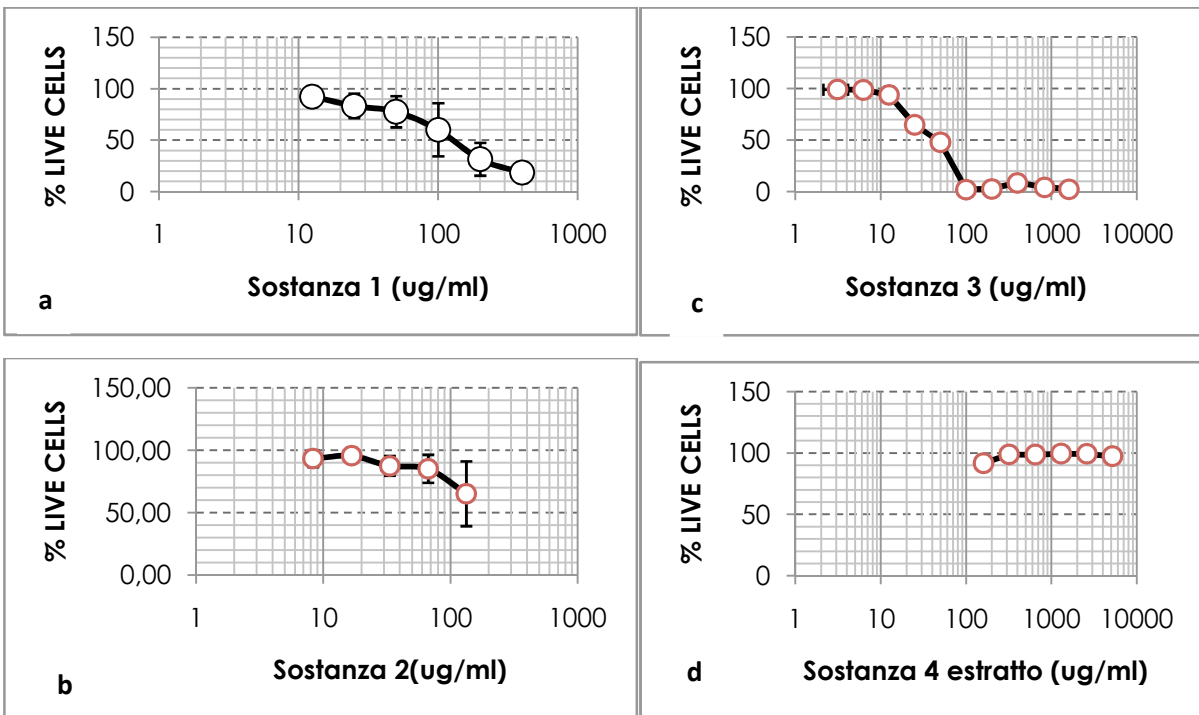 % LIVE CELLS
150
100
50
0
1 10 100 1000
Sostanza 1 (ug/ml)
a
% LIVE CELLS
150
100
50
0
1 10 100 1000 10000
Sostanza 3 (ug/ml)
c
% LIVE CELLS
150,00
100,00
50,00
0,00
1 10 100 1000
Sostanza 2(ug/ml)
b
% LIVE CELLS
150
100
50
0
1 10 100 1000 10000
Sostanza 4 estratto (ug/ml)
d